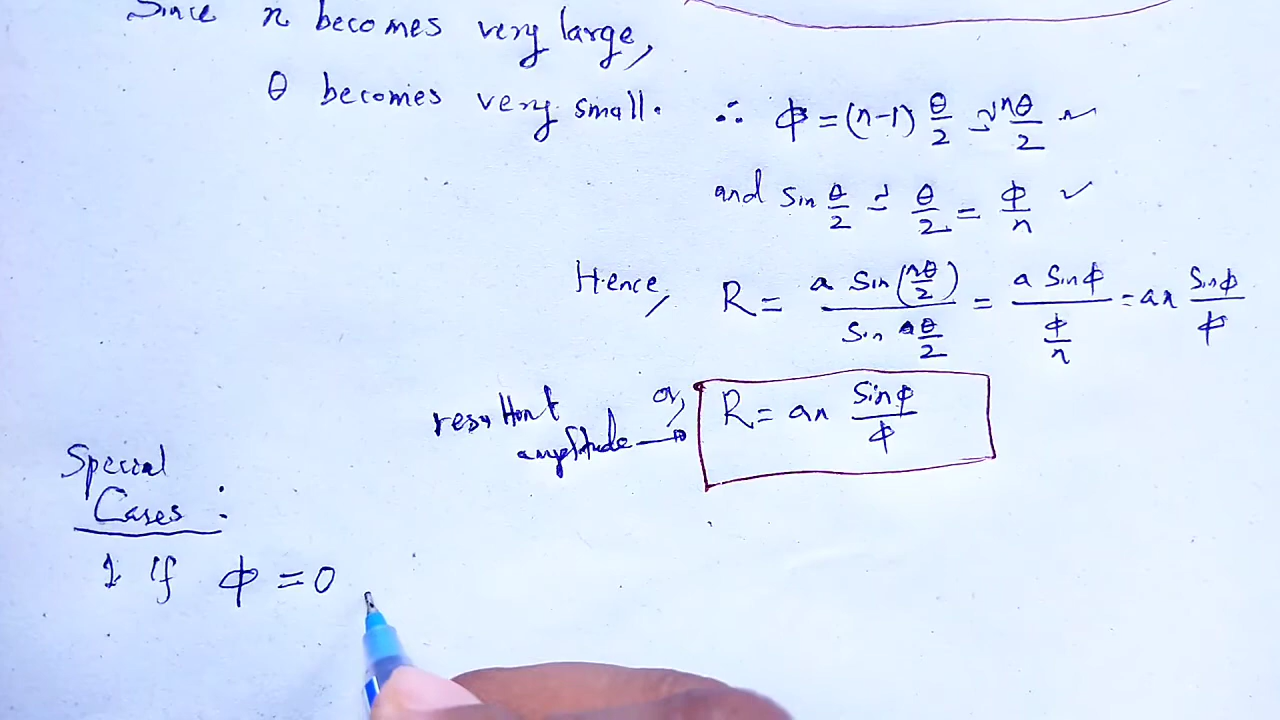 Since n becomes very large,
θ becomes very small. ∴ ϕ = (n-1) θ/2 ≃ nθ/2
and sin θ/2 ≃ θ/2 = ϕ/n ✓
Hence, R = a Sin(nθ/2) / Sin θ/2 = a Sinϕ / (ϕ/n) = an Sinϕ/ϕ
or, R = an Sinϕ/ϕ
resultant
amplitude →
Special
Cases :
1 if ϕ = 0